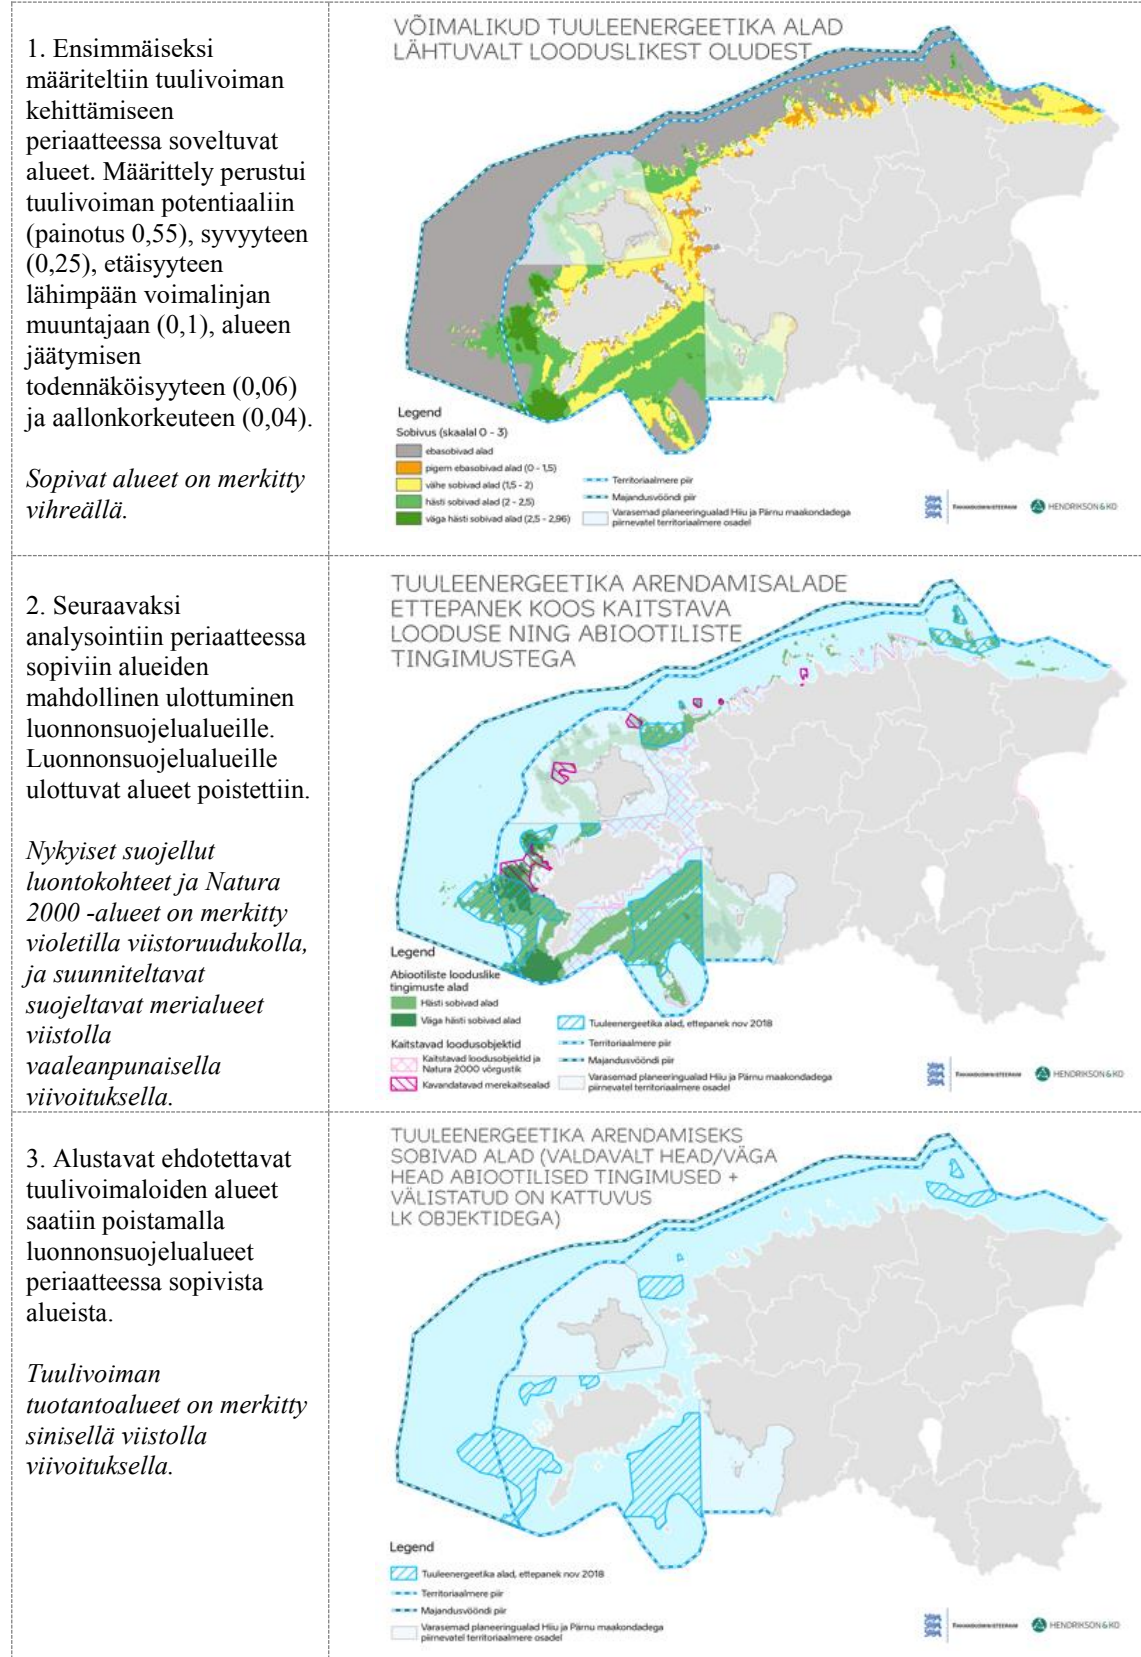 1. Ensimmäiseksi
määriteltiin tuulivoiman
kehittämiseen
periaatteessa soveltuvat
alueet. Määrittely perustui
tuulivoiman potentiaaliin
(painotus 0,55), syvyyteen
(0,25), etäisyyteen
lähimpään voimalinjan
muuntajaan (0,1), alueen
jäätymisen
todennäköisyyteen (0,06)
ja aallonkorkeuteen (0,04).
Sopivat alueet on merkitty
vihreällä.
VÕIMALIKUD TUULEENERGEETIKA ALAD
LÄHTUVALT LOODUSLIKEST OLUDEST
Legend
Sobivus (skaalal 0 - 3)
ebasobivad alad
pigem ebasobivad alad (0 - 1,5)
vähe sobivad alad (1,5 - 2)
hästi sobivad alad (2 - 2,5)
väga hästi sobivad alad (2,5 - 2,96)
Territoriaalmere piir
Majandusvööndi piir
Varasemad planeeringualad Hiiu ja Pärnu maakondadega
piirnevatel territoriaalmere osadel
RAHANDUSMINISTEERIUM
HENDRIKSON & KO
2. Seuraavaksi
analysointiin periaatteessa
sopiviin alueiden
mahdollinen ulottuminen
luonnonsuojelualueille.
Luonnonsuojelualueille
ulottuvat alueet poistettiin.
Nykyiset suojellut
luontokohteet ja Natura
2000 -alueet on merkitty
violetilla viistoruudukolla,
ja suunniteltavat
suojeltavat merialueet
viistolla
vaaleanpunaisella
viivoituksella.
TUULEENERGEETIKA ARENDAMISALADE
ETTEPANEK KOOS KAITSTAVA
LOODUSE NING ABIOOTILISTE
TINGIMUSTEGA
Legend
Abiootiliste looduslike
tingimuste alad
Hästi sobivad alad
Väga hästi sobivad alad
Kaitstavad loodusobjektid
Kaitstavad loodusobjektid ja
Natura 2000 võrgustik
Kavandatavad merekaitsealad
Tuuleenergeetika alad, ettepanek nov 2018
Territoriaalmere piir
Majandusvööndi piir
Varasemad planeeringualad Hiiu ja Pärnu maakondadega
piirnevatel territoriaalmere osadel
RAHANDUSMINISTEERIUM
HENDRIKSON & KO
3. Alustavat ehdotettavat
tuulivoimaloiden alueet
saatiin poistamalla
luonnonsuojelualueet
periaatteessa sopivista
alueista.
Tuulivoiman
tuotantoalueet on merkitty
sinisellä viistolla
viivoituksella.
TUULEENERGEETIKA ARENDAMISEKS
SOBIVAD ALAD (VALDAVALT HEAD/VÄGA
HEAD ABIOOTILISED TINGIMUSED +
VÄLISTATUD ON KATTUVUS
LK OBJEKTIDEGA)
Legend
Tuuleenergeetika alad, ettepanek nov 2018
Territoriaalmere piir
Majandusvööndi piir
Varasemad planeeringualad Hiiu ja Pärnu maakondadega
piirnevatel territoriaalmere osadel
RAHANDUSMINISTEERIUM
HENDRIKSON & KO